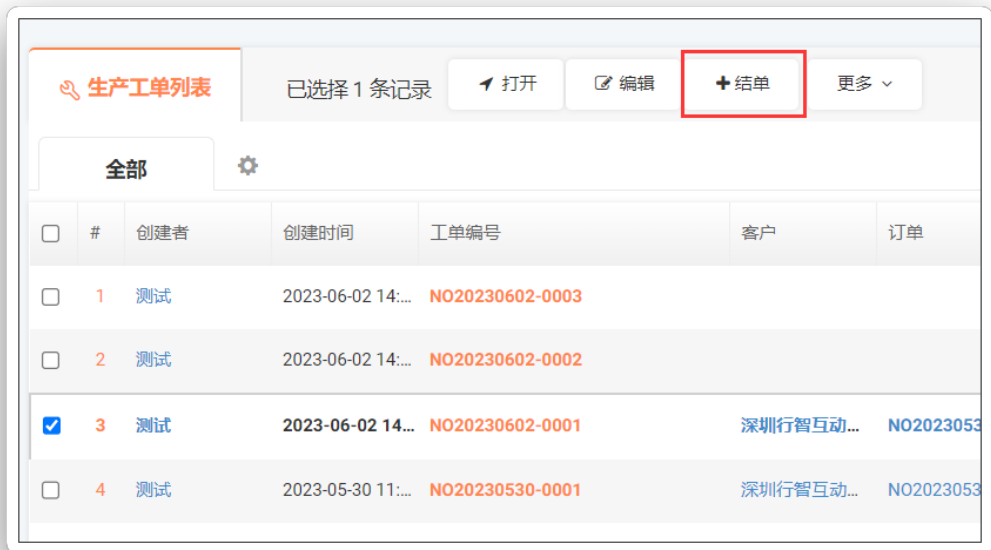 生产工单列表 已选择 1 条记录 打开 编辑 结单 更多
全部
# 创建者 创建时间 工单编号 客户 订单
1 测试 2023-06-02 14:... NO20230602-0003
2 测试 2023-06-02 14:... NO20230602-0002
3 测试 2023-06-02 14... NO20230602-0001 深圳行智互动... NO2023053
4 测试 2023-05-30 11:... NO20230530-0001 深圳行智互动... NO2023053